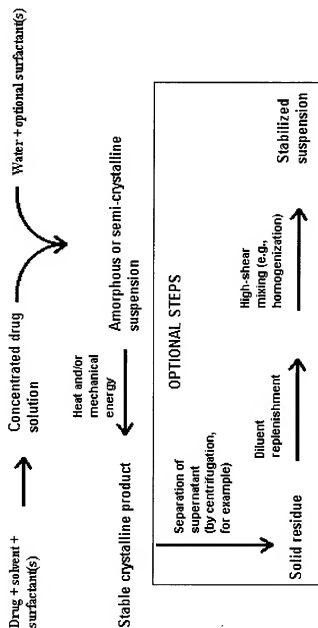 Drug + solvent +
surfactant(s)
Concentrated drug
solution
Water + optional surfactant(s)
Heat and/or
mechanical
energy
Stable crystalline product
Amorphous or semi-crystalline
suspension
OPTIONAL STEPS
Separation of
supernatant
(by centrifugation,
for example)
Diluent
replenishment
High-shear
mixing (e.g.,
homogenization)
Solid residue
Stabilized
suspension